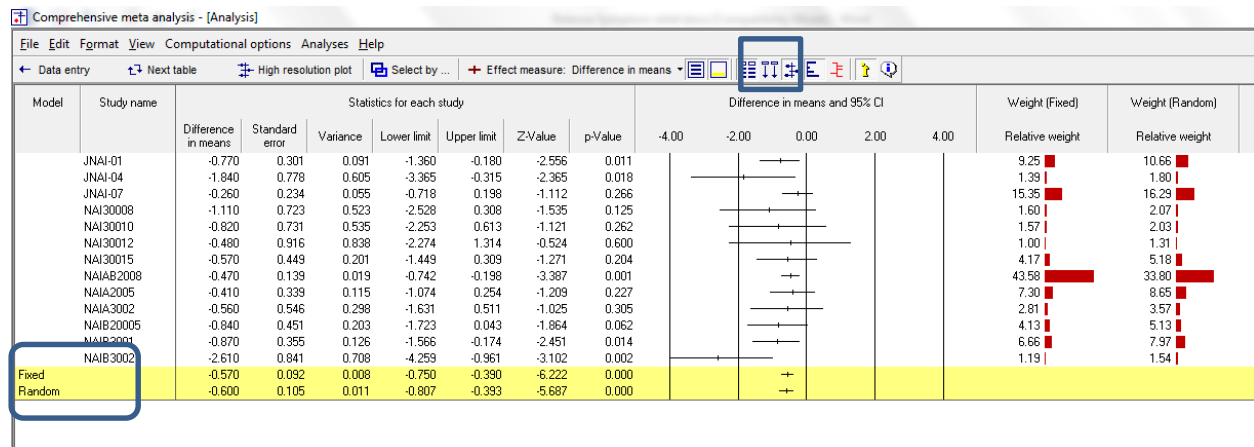 Comprehensive meta analysis - [Analysis]
File Edit Format View Computational options Analyses Help
← Data entry Next table High resolution plot Select by ... Effect measure: Difference in means
Model Study name Statistics for each study Difference in means and 95% CI Weight (Fixed) Weight (Random)
Difference in means Standard error Variance Lower limit Upper limit Z-Value p-Value -4.00 -2.00 0.00 2.00 4.00 Relative weight Relative weight
JNAI-01 -0.770 0.301 0.091 -1.360 -0.180 -2.556 0.011 9.25 10.66
JNAI-04 -1.840 0.778 0.605 -3.365 -0.315 -2.365 0.018 1.39 1.80
JNAI-07 -0.260 0.234 0.055 -0.718 0.198 -1.112 0.266 15.35 16.29
NAI30008 -1.110 0.723 0.523 -2.528 0.308 -1.535 0.125 1.60 2.07
NAI30010 -0.820 0.731 0.535 -2.253 0.613 -1.121 0.262 1.57 2.03
NAI30012 -0.480 0.916 0.838 -2.274 1.314 -0.524 0.600 1.00 1.31
NAI30015 -0.570 0.449 0.201 -1.449 0.309 -1.271 0.204 4.17 5.18
NAIAB2008 -0.470 0.139 0.019 -0.742 -0.198 -3.387 0.001 43.58 33.80
NAIA2005 -0.410 0.339 0.115 -1.074 0.254 -1.209 0.227 7.30 8.65
NAIA3002 -0.560 0.546 0.298 -1.631 0.511 -1.025 0.305 2.81 3.57
NAIB20005 -0.840 0.451 0.203 -1.723 0.043 -1.864 0.062 4.13 5.13
NAIB3001 -0.870 0.355 0.126 -1.566 -0.174 -2.451 0.014 6.66 7.97
NAIB3002 -2.610 0.841 0.708 -4.259 -0.961 -3.102 0.002 1.19 1.54
Fixed -0.570 0.092 0.008 -0.750 -0.390 -6.222 0.000
Random -0.600 0.105 0.011 -0.807 -0.393 -5.687 0.000